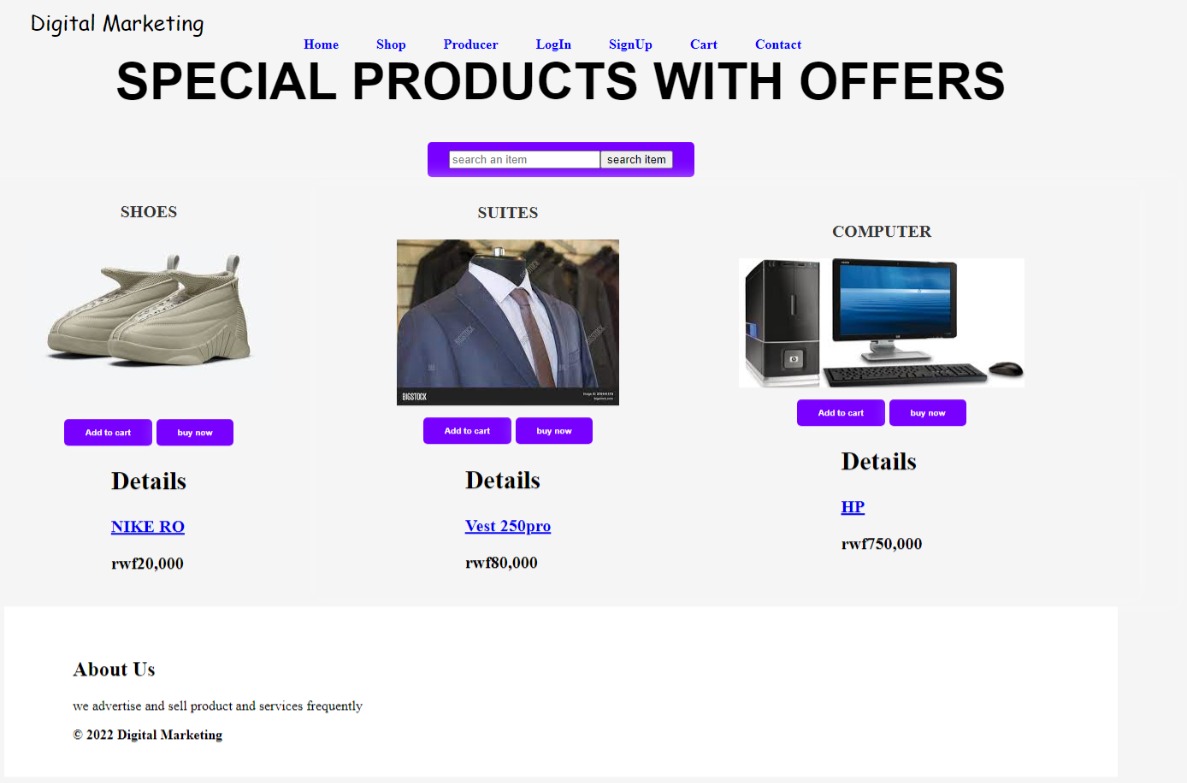 Digital Marketing
Home Shop Producer LogIn SignUp Cart Contact
SPECIAL PRODUCTS WITH OFFERS
search an item search item
SHOES
SUITES
COMPUTER
BIGSTOCK
Add to cart buy now
Add to cart buy now
Add to cart buy now
Details
NIKE RO
rwf20,000
Details
Vest 250pro
rwf80,000
Details
HP
rwf750,000
About Us
we advertise and sell product and services frequently
© 2022 Digital Marketing